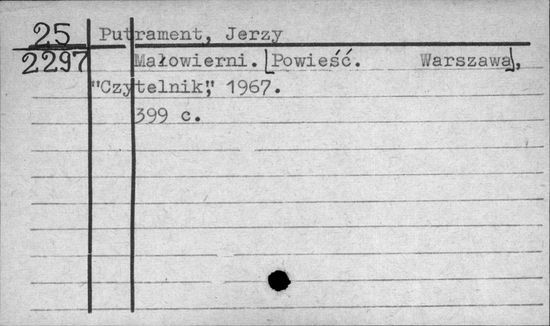 25 Putrament, Jerzy
2297 Małowierni. [Powieść. Warszawa],
"Czytelnik", 1967.
399 c.